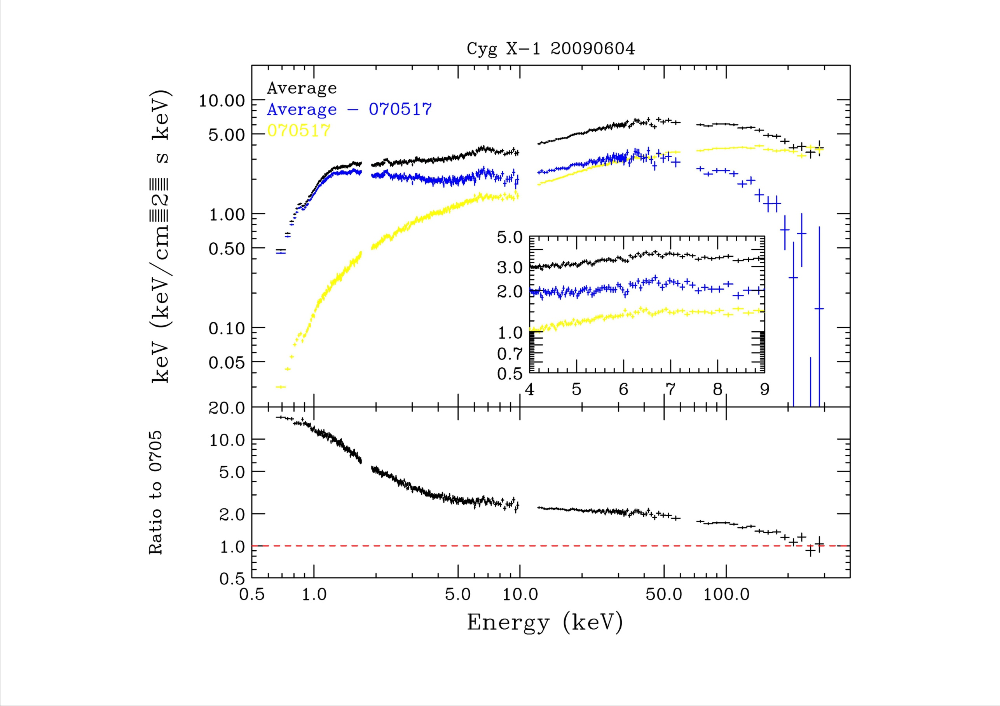 Cyg X−1 20090604
Average
Average − 070517
070517
keV (keV/cm≣2≣ s keV)
10.00
5.00
1.00
0.50
0.10
0.05
5.0
3.0
2.0
1.0
0.7
0.5
4 5 6 7 8 9
Ratio to 0705
20.0
10.0
5.0
2.0
1.0
0.5
0.5 1.0 5.0 10.0 50.0 100.0
Energy (keV)